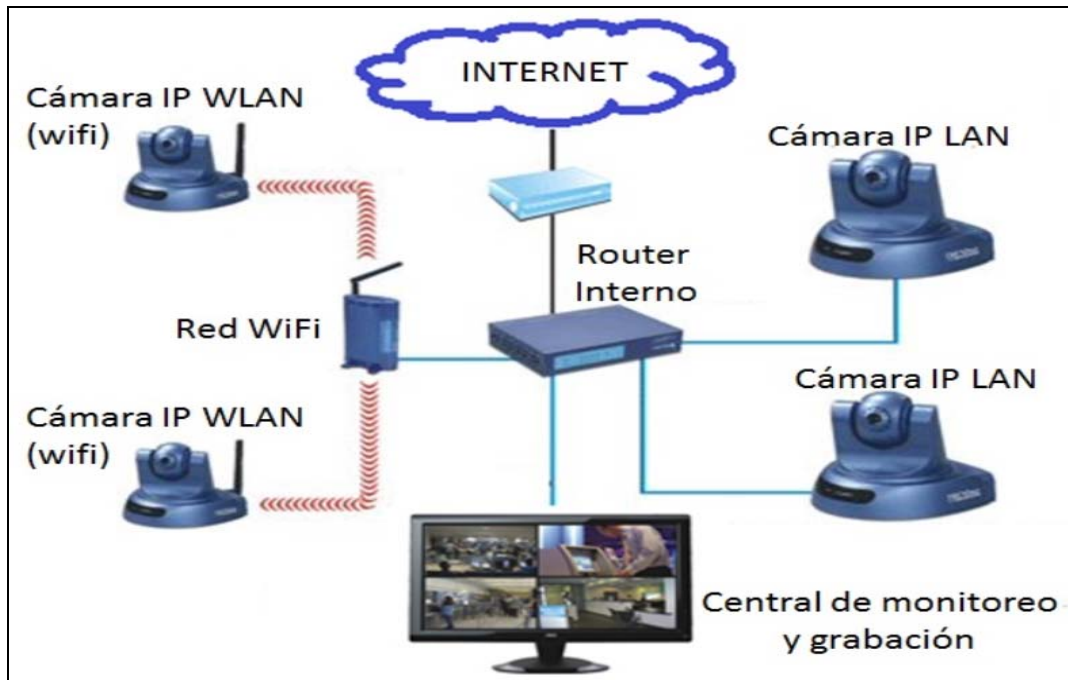 INTERNET
Cámara IP WLAN
(wifi)
Cámara IP LAN
Router
Interno
Red WiFi
Cámara IP LAN
Cámara IP WLAN
(wifi)
Central de monitoreo
y grabación